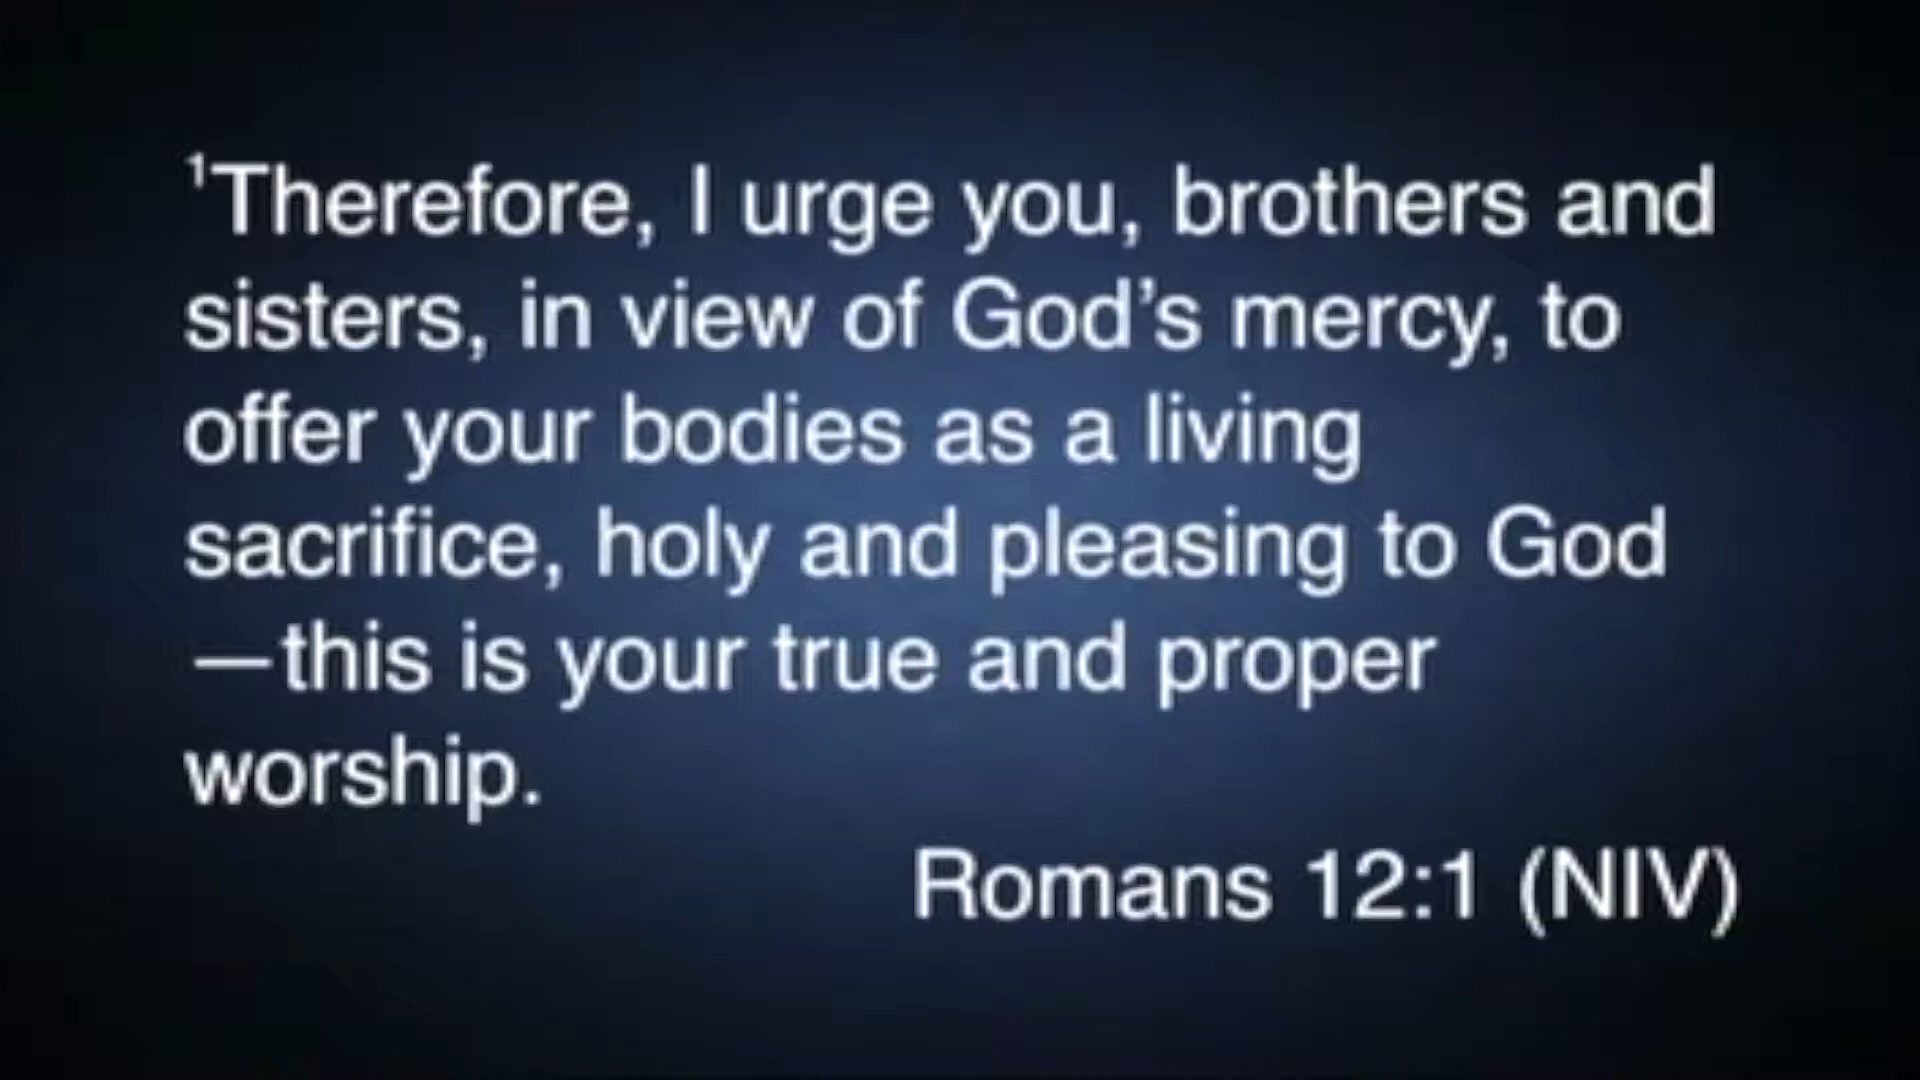 ¹Therefore, I urge you, brothers and
sisters, in view of God’s mercy, to
offer your bodies as a living
sacrifice, holy and pleasing to God
—this is your true and proper
worship.
Romans 12:1 (NIV)